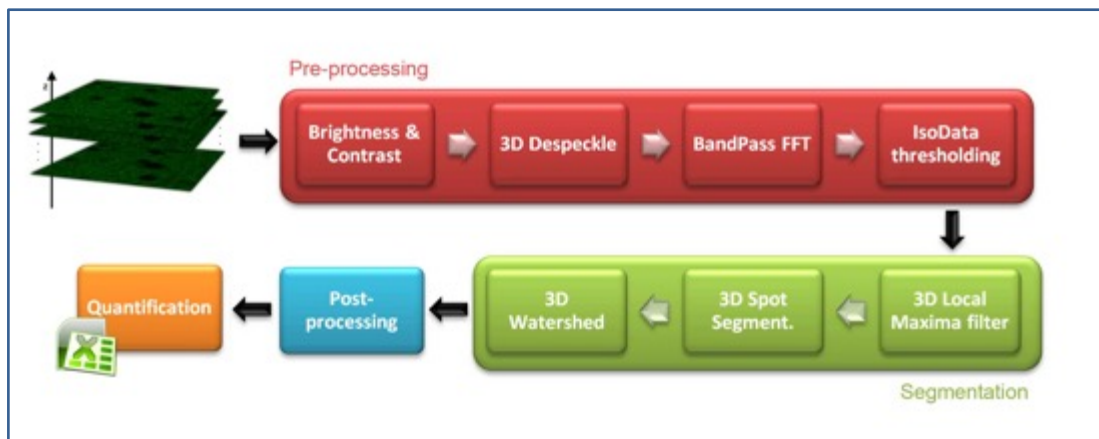 Pre-processing
Brightness &
Contrast
3D Despeckle
BandPass FFT
IsoData
thresholding
3D Local
Maxima filter
3D Spot
Segment.
3D
Watershed
Segmentation
Post-
processing
Quantification